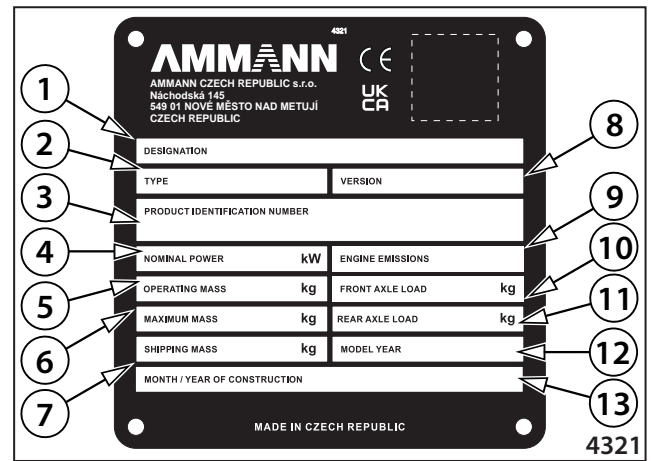 4321
AMMANN
CE
AMMANN CZECH REPUBLIC s.r.o.
Náchodská 145
549 01 NOVÉ MĚSTO NAD METUJÍ
CZECH REPUBLIC
UK
CA
1
DESIGNATION
2
8
TYPE VERSION
3
PRODUCT IDENTIFICATION NUMBER
9
4
NOMINAL POWER kW ENGINE EMISSIONS
10
5
OPERATING MASS kg FRONT AXLE LOAD kg
11
6
MAXIMUM MASS kg REAR AXLE LOAD kg
12
7
SHIPPING MASS kg MODEL YEAR
13
MONTH / YEAR OF CONSTRUCTION
MADE IN CZECH REPUBLIC
4321